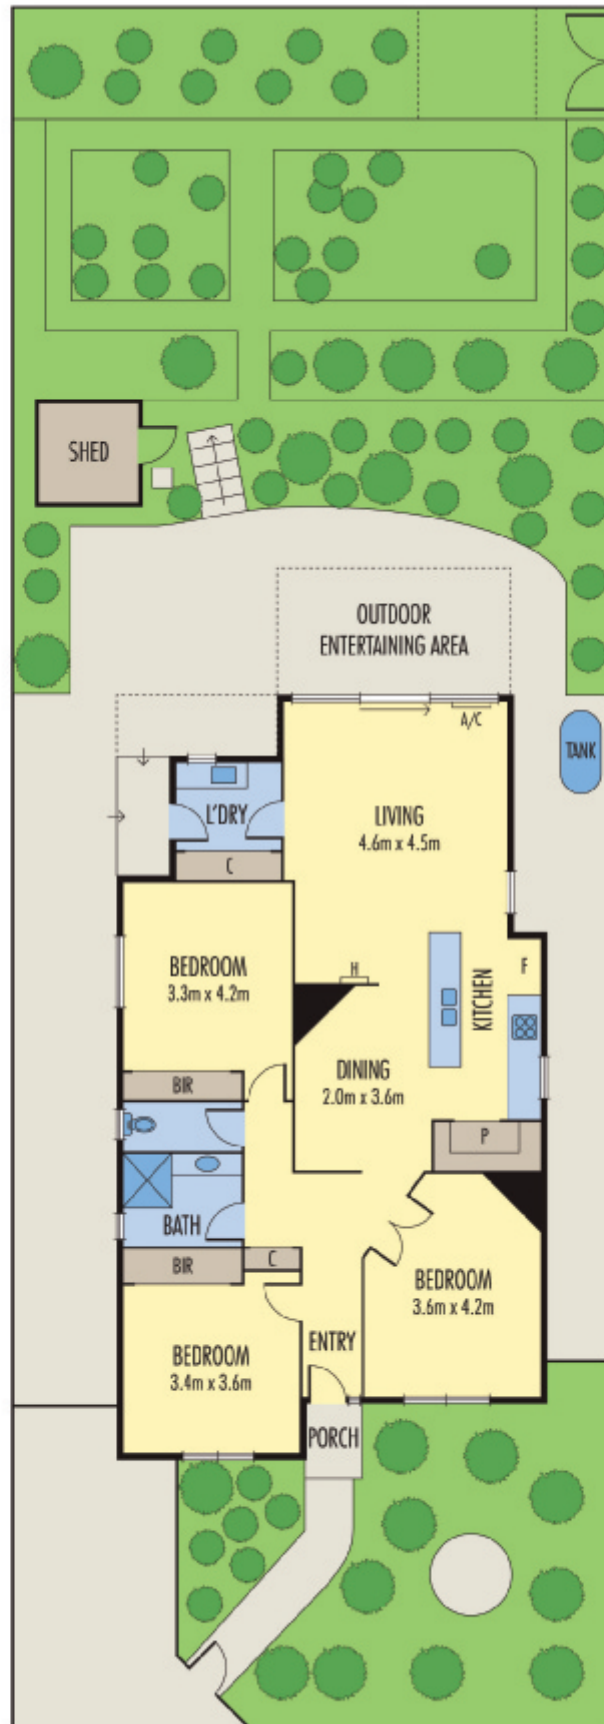 SHED
OUTDOOR
ENTERTAINING AREA
A/C
TANK
L'DRY
LIVING
4.6m x 4.5m
C
BEDROOM
3.3m x 4.2m
H
KITCHEN
F
DINING
2.0m x 3.6m
BIR
P
BATH
BIR
C
BEDROOM
3.6m x 4.2m
ENTRY
BEDROOM
3.4m x 3.6m
PORCH